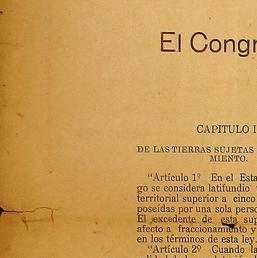 El Congr
CAPITULO I
DE LAS TIERRAS SUJETAS
MIENTO.
"Artículo 1º En el Esta
go se considera latifundio
territorial superior a cinco
poseídas por una sola perso
El excedente de esta sup
afecto a fraccionamiento y
en los términos de esta ley.
"Artículo 2º Cuando la